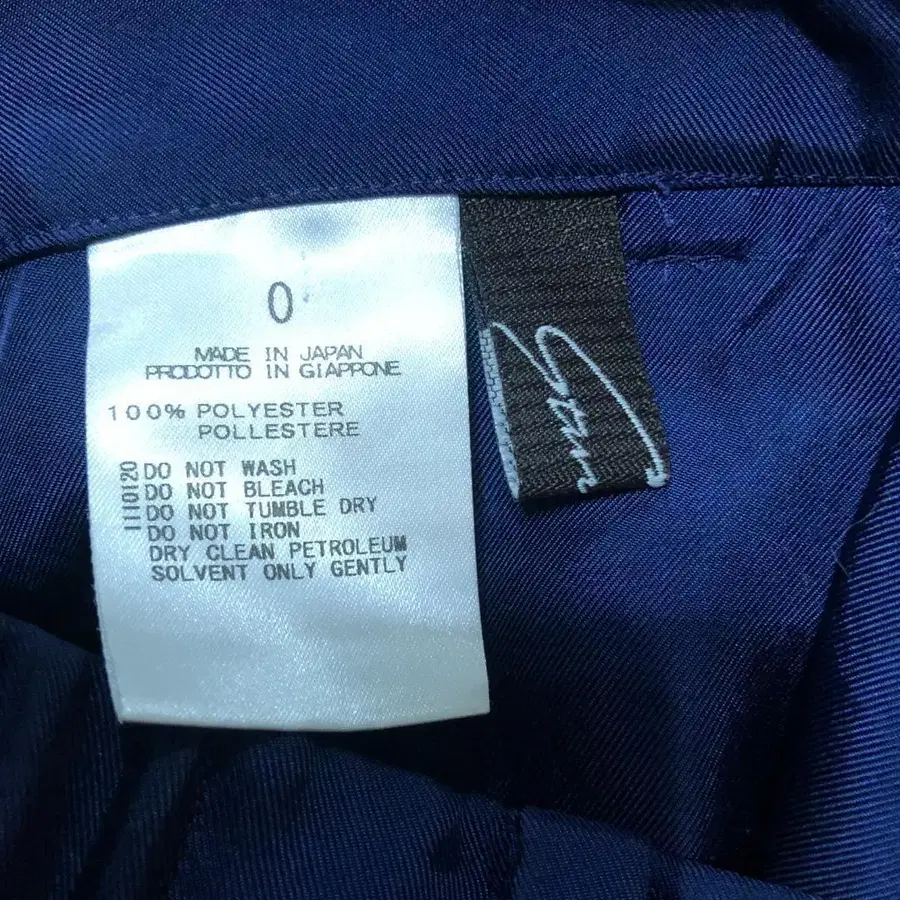 0
MADE IN JAPAN
PRODOTTO IN GIAPPONE
100% POLYESTER
POLLESTERE
DO NOT WASH
DO NOT BLEACH
DO NOT TUMBLE DRY
DO NOT IRON
DRY CLEAN PETROLEUM
SOLVENT ONLY GENTLY
1110120